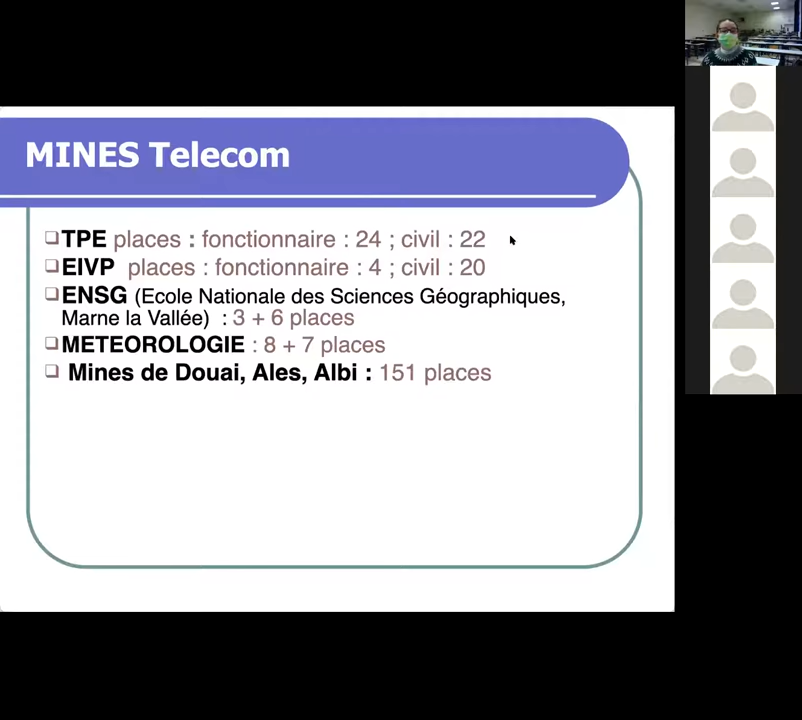 MINES Telecom
❑TPE places : fonctionnaire : 24 ; civil : 22
❑EIVP places : fonctionnaire : 4 ; civil : 20
❑ENSG (Ecole Nationale des Sciences Géographiques,
Marne la Vallée) : 3 + 6 places
❑METEOROLOGIE : 8 + 7 places
❑ Mines de Douai, Ales, Albi : 151 places